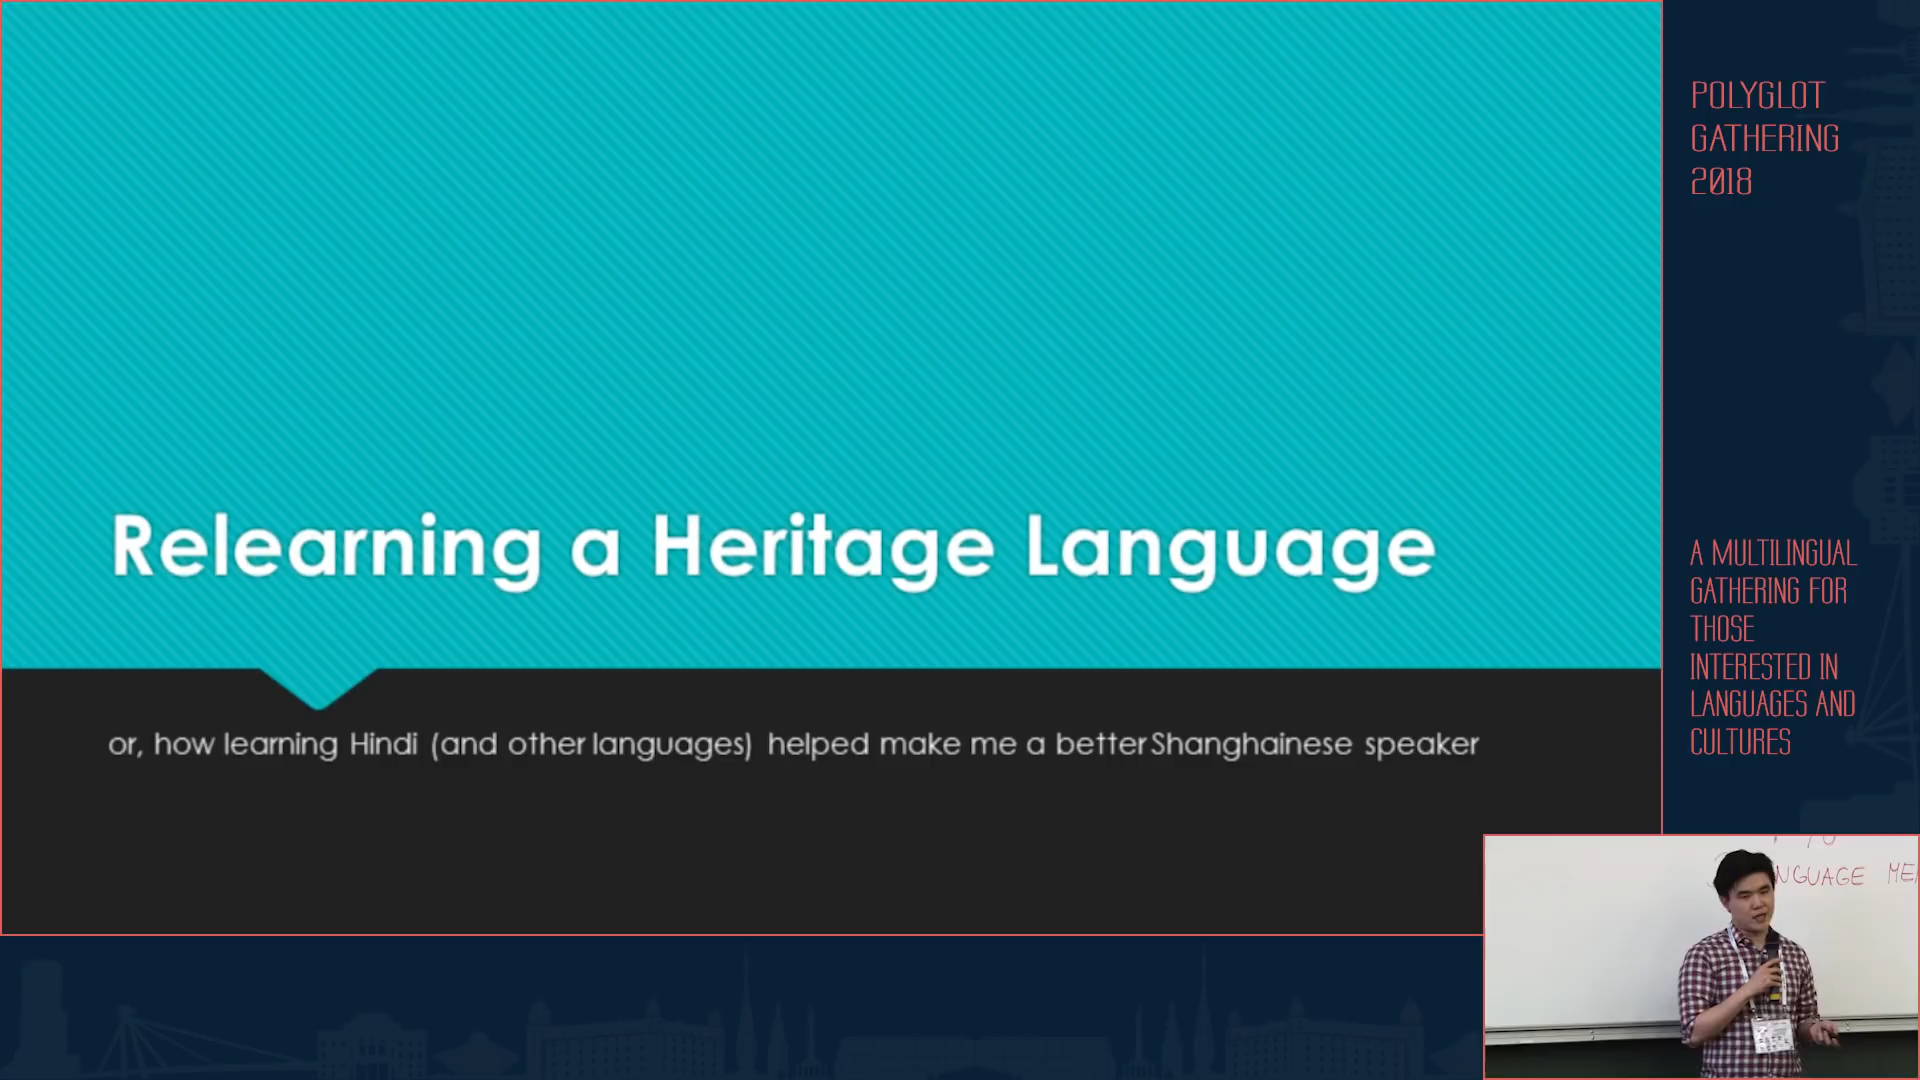 Relearning a Heritage Language
or, how learning Hindi (and other languages) helped make me a better Shanghainese speaker
POLYGLOT
GATHERING
2018
A MULTILINGUAL
GATHERING FOR
THOSE
INTERESTED IN
LANGUAGES AND
CULTURES